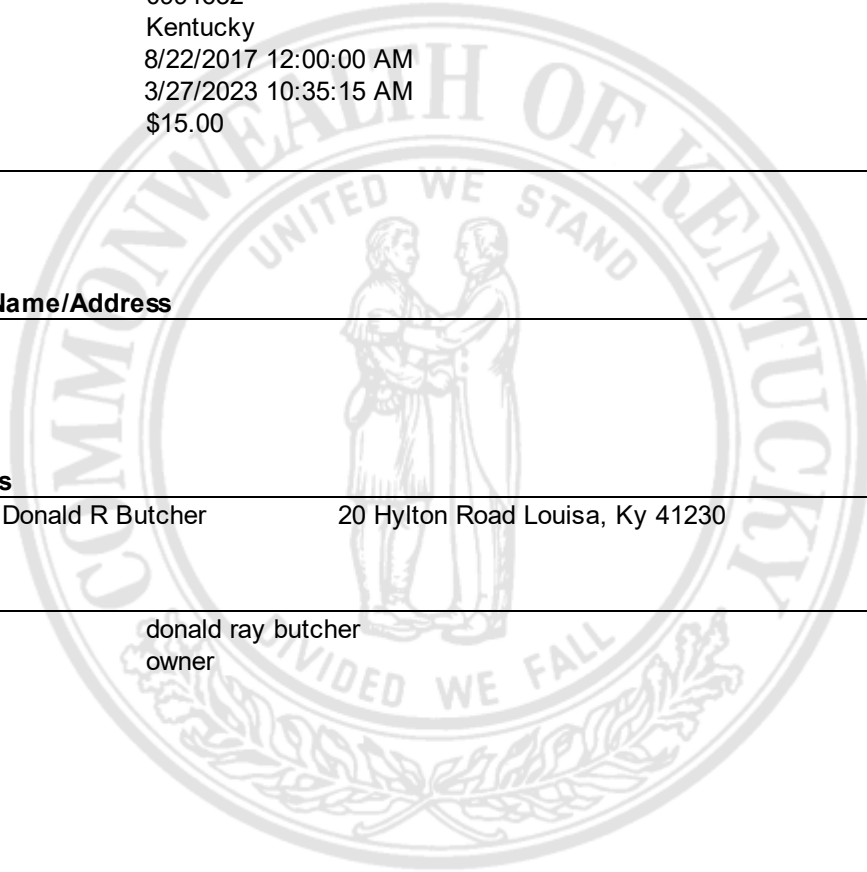 Kentucky
8/22/2017 12:00:00 AM
3/27/2023 10:35:15 AM
$15.00
Name/Address
s
Donald R Butcher 20 Hylton Road Louisa, Ky 41230
donald ray butcher
owner
COMMONWEALTH OF KENTUCKY
UNITED WE STAND
DIVIDED WE FALL